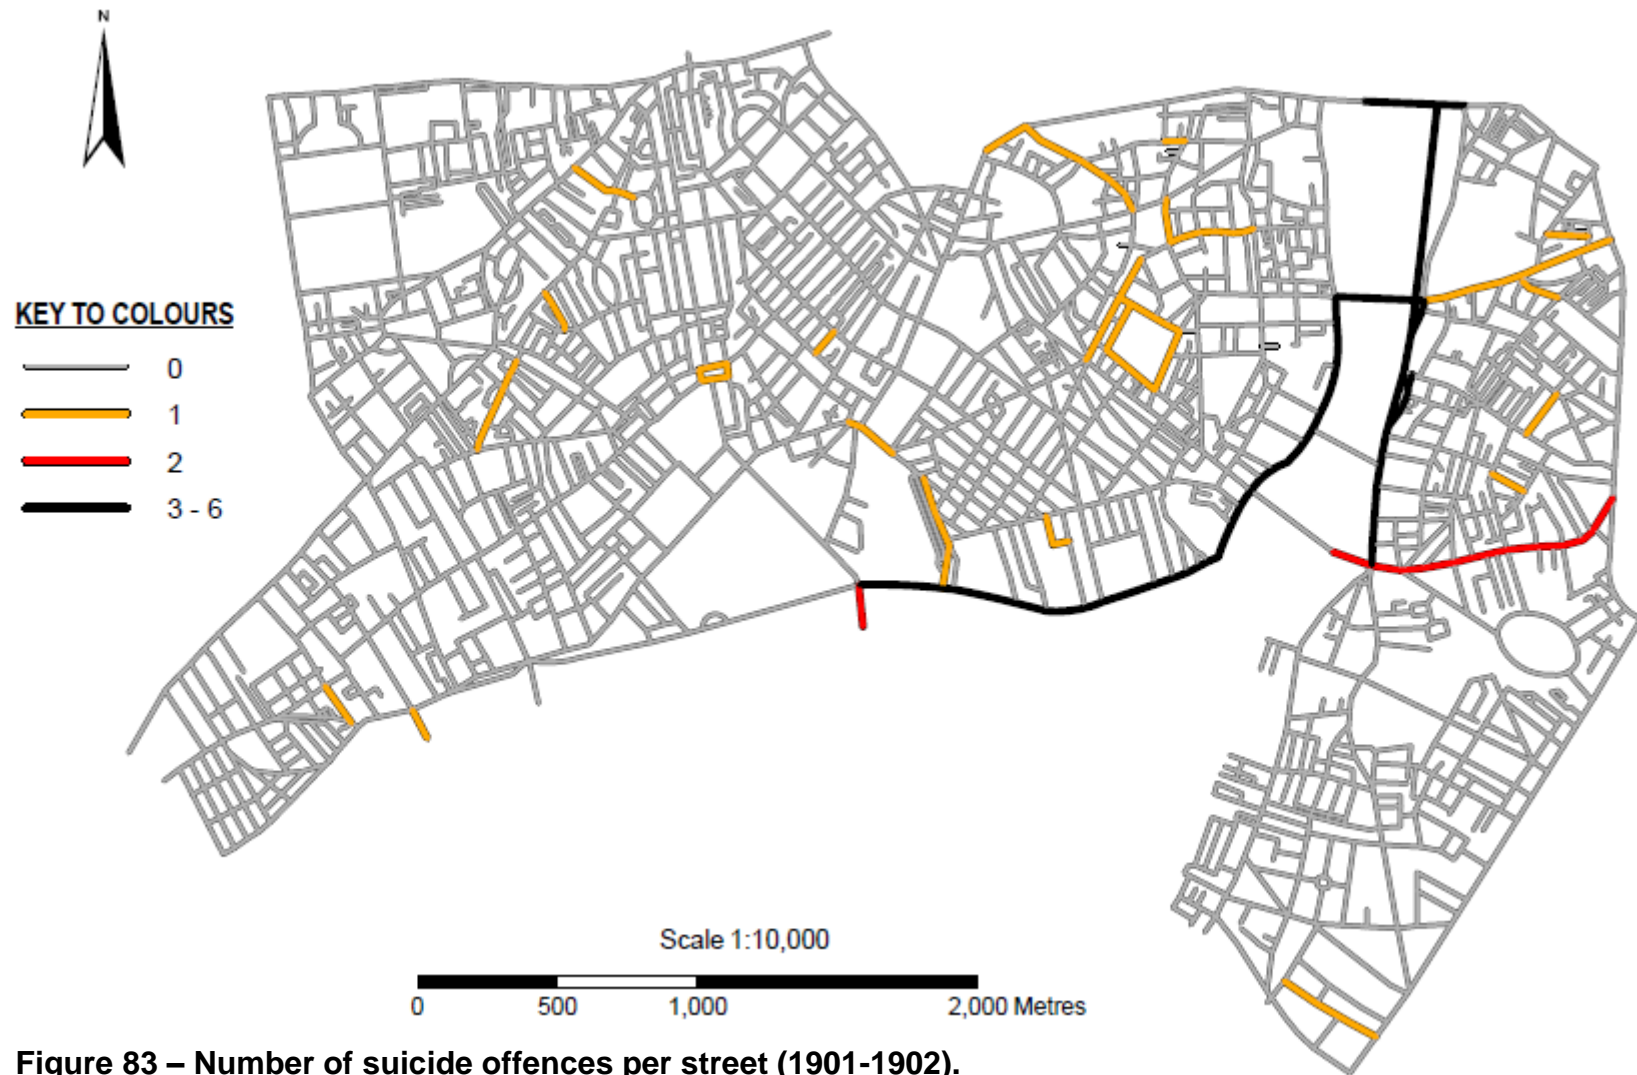 N
KEY TO COLOURS
0
1
2
3 - 6
Scale 1:10,000
0 500 1,000 2,000 Metres
Figure 83 – Number of suicide offences per street (1901-1902).